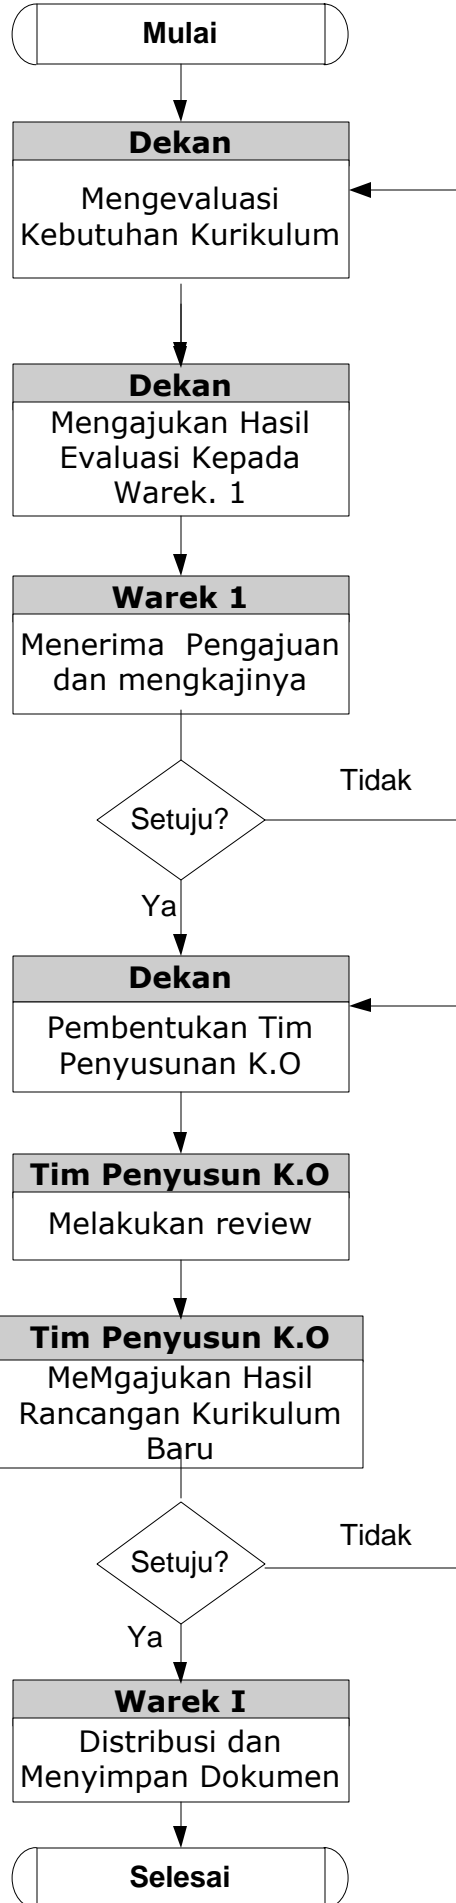 Mulai
Dekan
Mengevaluasi
Kebutuhan Kurikulum
Dekan
Mengajukan Hasil
Evaluasi Kepada
Warek. 1
Warek 1
Menerima  Pengajuan
dan mengkajinya
Tidak
Setuju?
Ya
Dekan
Pembentukan Tim
Penyusunan K.O
Tim Penyusun K.O
Melakukan review
Tim Penyusun K.O
MeMgajukan Hasil
Rancangan Kurikulum
Baru
Tidak
Setuju?
Ya
Warek I
Distribusi dan
Menyimpan Dokumen
Selesai